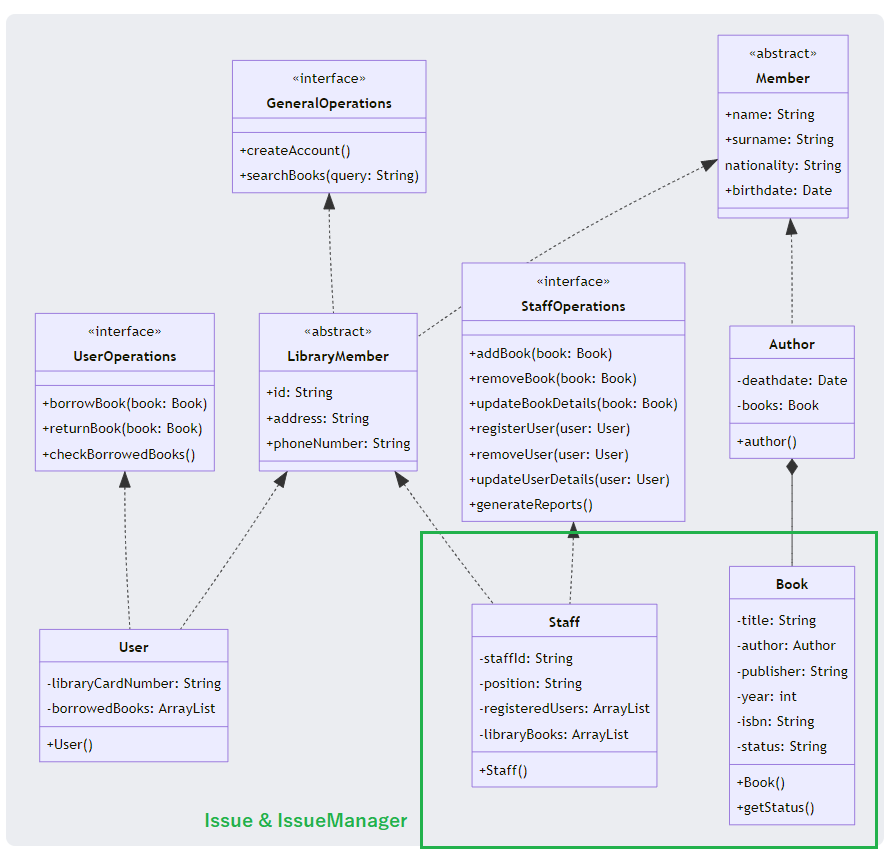 «interface»
GeneralOperations
+createAccount()
+searchBooks(query: String)
«abstract»
Member
+name: String
+surname: String
nationality: String
+birthdate: Date
«interface»
UserOperations
+borrowBook(book: Book)
+returnBook(book: Book)
+checkBorrowedBooks()
«abstract»
LibraryMember
+id: String
+address: String
+phoneNumber: String
«interface»
StaffOperations
+addBook(book: Book)
+removeBook(book: Book)
+updateBookDetails(book: Book)
+registerUser(user: User)
+removeUser(user: User)
+updateUserDetails(user: User)
+generateReports()
Author
-deathdate: Date
-books: Book
+author()
User
-libraryCardNumber: String
-borrowedBooks: ArrayList
+User()
Staff
-staffId: String
-position: String
-registeredUsers: ArrayList
-libraryBooks: ArrayList
+Staff()
Book
-title: String
-author: Author
-publisher: String
-year: int
-isbn: String
-status: String
+Book()
+getStatus()
Issue & IssueManager